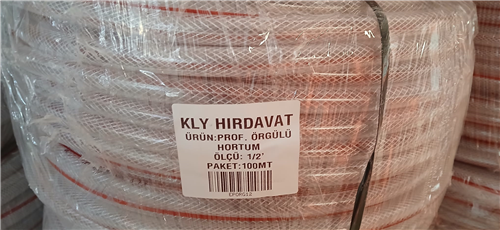 KLY HIRDAVAT
ÜRÜN:PROF. ÖRGÜLÜ
HORTUM
ÖLÇÜ: 1/2"
PAKET:100MT